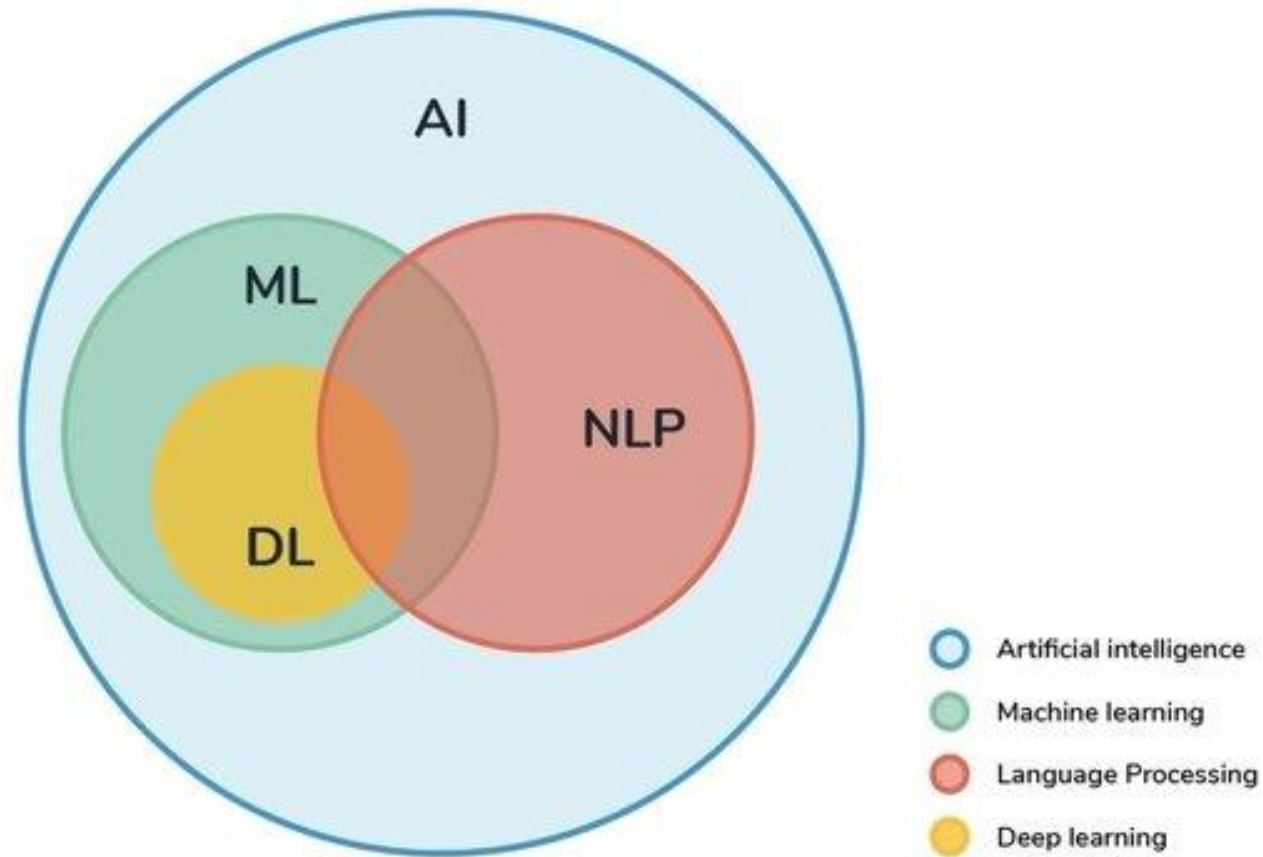 AI
ML
NLP
DL
Artificial intelligence
Machine learning
Language Processing
Deep learning